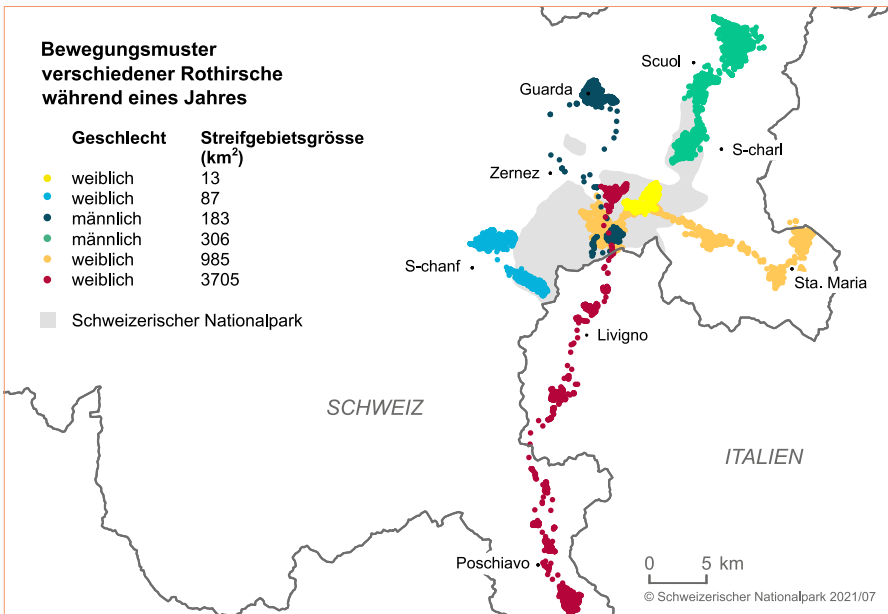 Bewegungsmuster
verschiedener Rothirsche
während eines Jahres
Geschlecht Streifgebietsgrösse
(km²)
weiblich 13
weiblich 87
männlich 183
männlich 306
weiblich 985
weiblich 3705
Schweizerischer Nationalpark
Scuol
Guarda
S-charl
Zernez
S-chanf
Sta. Maria
Livigno
SCHWEIZ
ITALIEN
Poschiavo
0 5 km
© Schweizerischer Nationalpark 2021/07